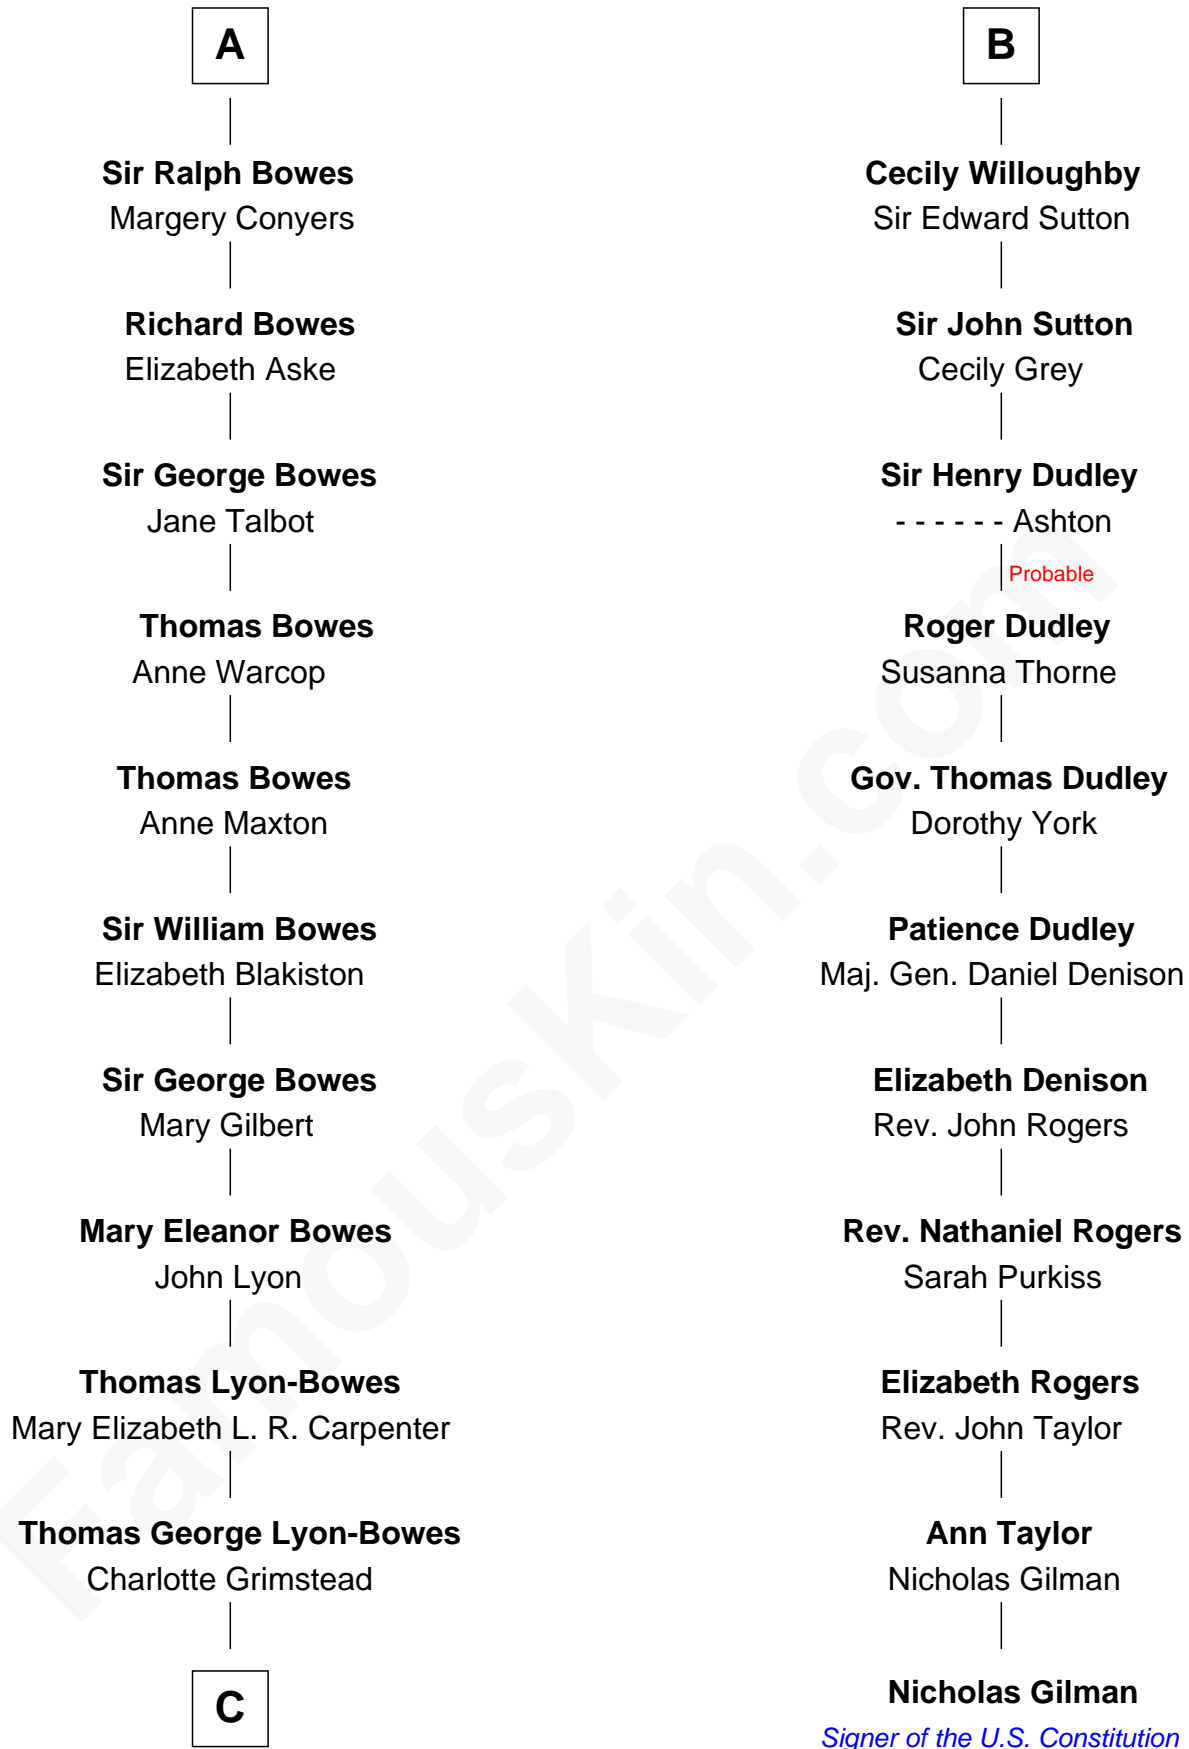 A
Sir Ralph Bowes
Margery Conyers
Richard Bowes
Elizabeth Aske
Sir George Bowes
Jane Talbot
Thomas Bowes
Anne Warcop
Thomas Bowes
Anne Maxton
Sir William Bowes
Elizabeth Blakiston
Sir George Bowes
Mary Gilbert
Mary Eleanor Bowes
John Lyon
Thomas Lyon-Bowes
Mary Elizabeth L. R. Carpenter
Thomas George Lyon-Bowes
Charlotte Grimstead
C
B
Cecily Willoughby
Sir Edward Sutton
Sir John Sutton
Cecily Grey
Sir Henry Dudley
- - - - - - Ashton
Probable
Roger Dudley
Susanna Thorne
Gov. Thomas Dudley
Dorothy York
Patience Dudley
Maj. Gen. Daniel Denison
Elizabeth Denison
Rev. John Rogers
Rev. Nathaniel Rogers
Sarah Purkiss
Elizabeth Rogers
Rev. John Taylor
Ann Taylor
Nicholas Gilman
Nicholas Gilman
Signer of the U.S. Constitution
FamousKin.com